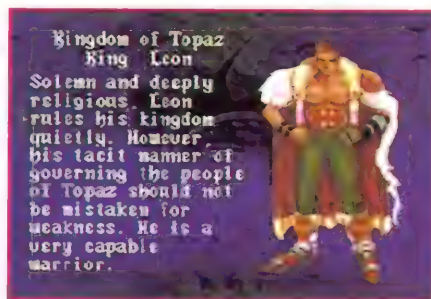 Kingdom of Topaz
King Leon
Solemn and deeply
religious, Leon
rules his kingdom
quietly. However,
his tacit manner of
governing the people
of Topaz should not
be mistaken for
weakness. He is a
very capable
warrior.